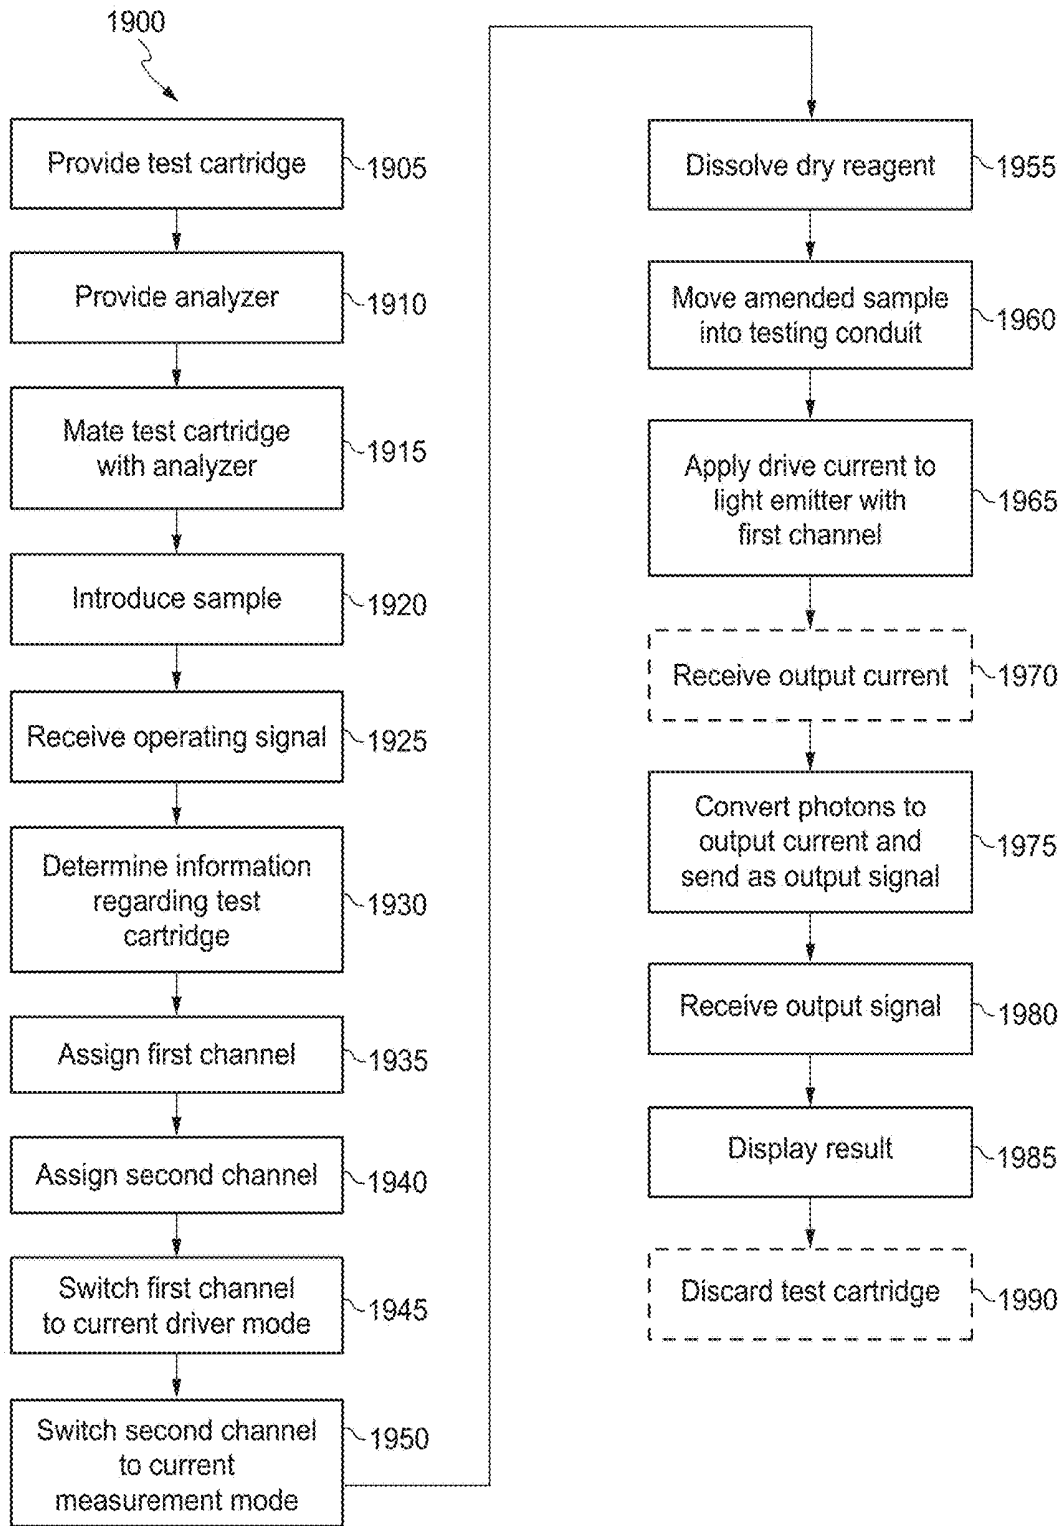 1900
Provide test cartridge
1905
Provide analyzer
1910
Mate test cartridge
with analyzer
1915
Introduce sample
1920
Receive operating signal
1925
Determine information
regarding test
cartridge
1930
Assign first channel
1935
Assign second channel
1940
Switch first channel
to current driver mode
1945
Switch second channel
to current
measurement mode
1950
Dissolve dry reagent
1955
Move amended sample
into testing conduit
1960
Apply drive current to
light emitter with
first channel
1965
Receive output current
1970
Convert photons to
output current and
send as output signal
1975
Receive output signal
1980
Display result
1985
Discard test cartridge
1990